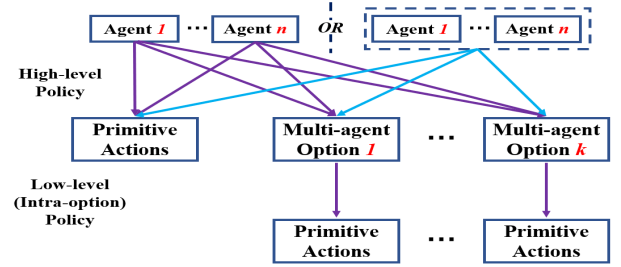 Agent 1 ... Agent n OR Agent 1 ... Agent n
High-level
Policy
Primitive
Actions
Multi-agent
Option 1
...
Multi-agent
Option k
Low-level
(Intra-option)
Policy
Primitive
Actions
...
Primitive
Actions